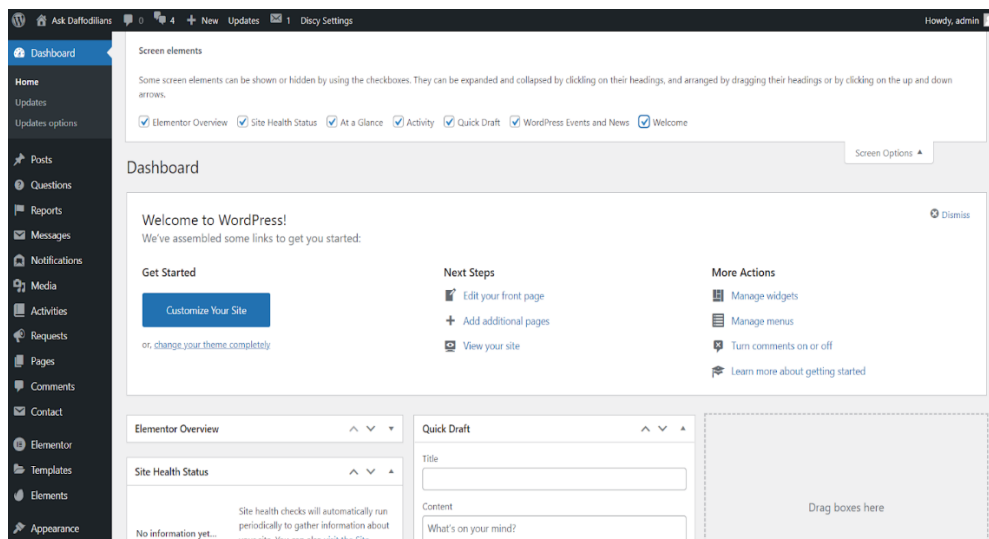 Ask Daffodilians 0 4 + New Updates 1 Discy Settings Howdy, admin
Dashboard
Home
Updates
Updates options
Posts
Questions
Reports
Messages
Notifications
Media
Activities
Requests
Pages
Comments
Contact
Elementor
Templates
Elements
Appearance
Screen elements
Some screen elements can be shown or hidden by using the checkboxes. They can be expanded and collapsed by clickling on their headings, and arranged by dragging their headings or by clicking on the up and down
arrows.
Elementor Overview Site Health Status At a Glance Activity Quick Draft WordPress Events and News Welcome
Screen Options
Dashboard
Welcome to WordPress!
Dismiss
We've assembled some links to get you started:
Get Started
Customize Your Site
or, change your theme completely
Next Steps
Edit your front page
Add additional pages
View your site
More Actions
Manage widgets
Manage menus
Turn comments on or off
Learn more about getting started
Elementor Overview
Site Health Status
No information yet...
Site health checks will automatically run
periodically to gather information about
Quick Draft
Title
Content
What's on your mind?
Drag boxes here